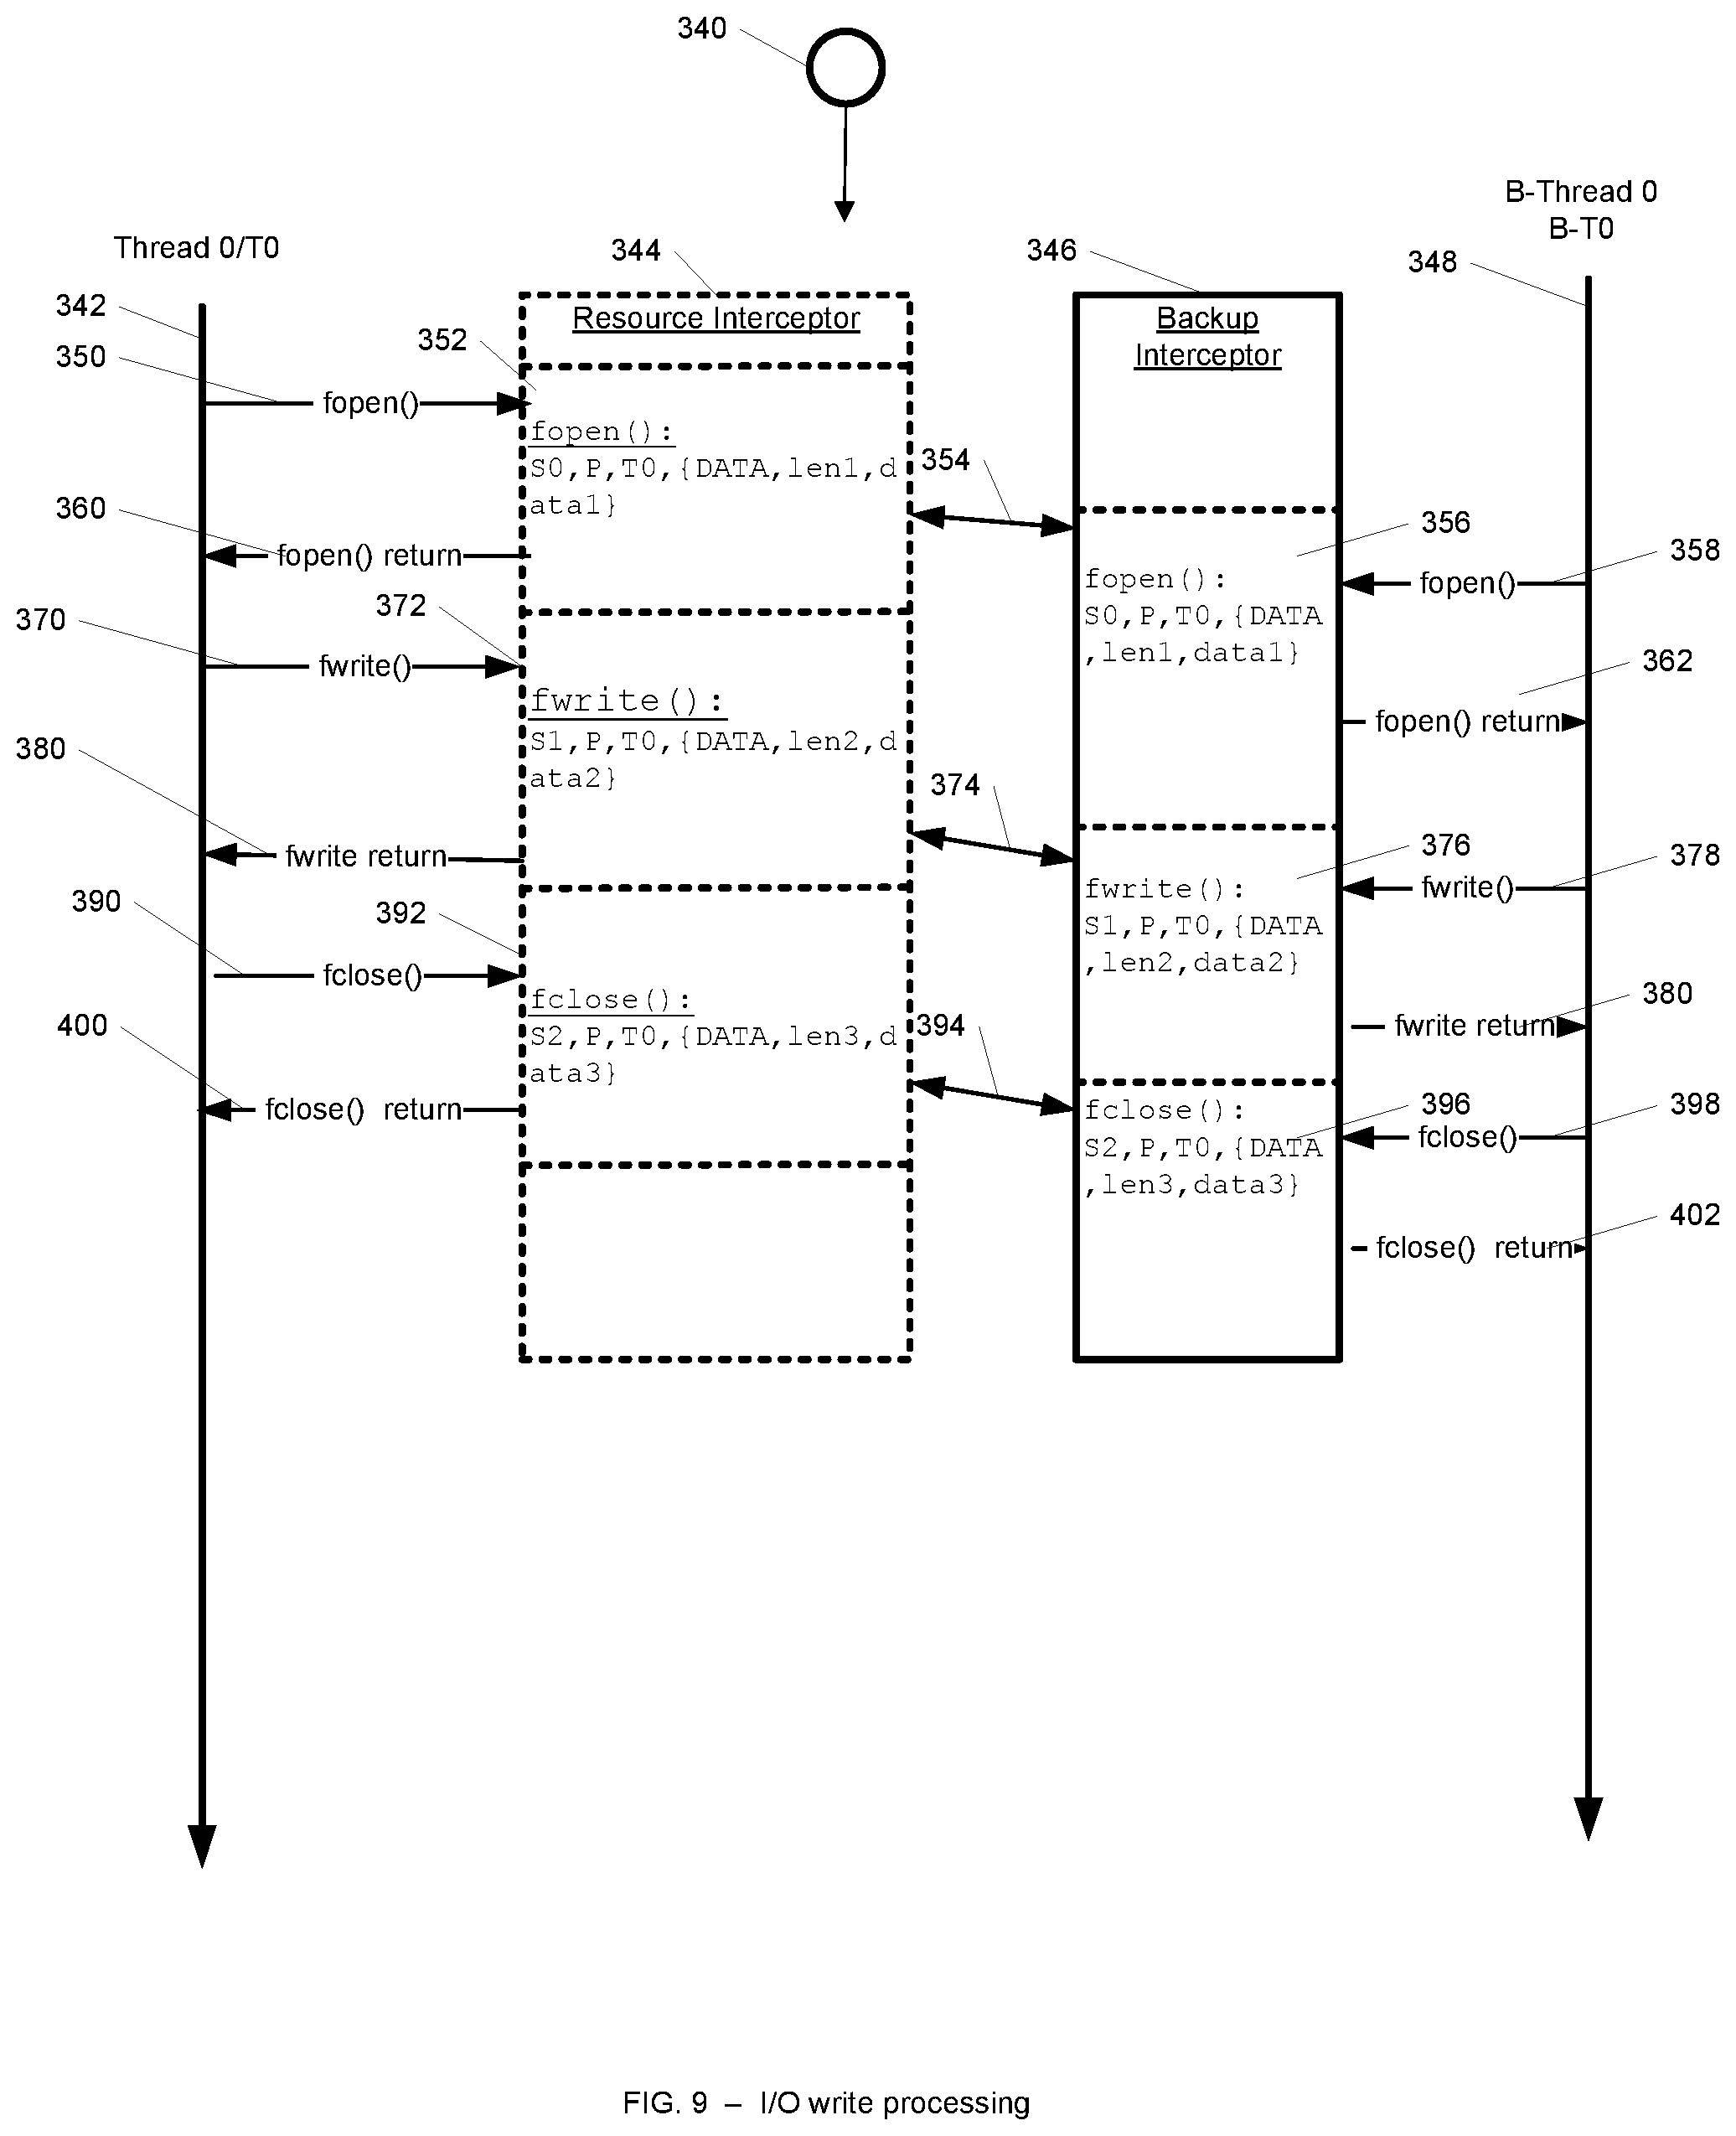 340
B-Thread 0
B-T0
Thread 0/T0
344
346
348
342
Resource Interceptor
Backup
Interceptor
352
350
fopen()
fopen():
S0,P,T0,{DATA,len1,d
ata1}
354
356
358
360
fopen() return
fopen():
S0,P,T0,{DATA
,len1,data1}
fopen()
372
370
fwrite()
362
fwrite():
S1,P,T0,{DATA,len2,d
ata2}
fopen() return
380
374
fwrite return
376
378
390
392
fwrite():
S1,P,T0,{DATA
,len2,data2}
fwrite()
fclose()
fclose():
S2,P,T0,{DATA,len3,d
ata3}
380
400
394
fwrite return
fclose() return
fclose():
S2,P,T0,{DATA
,len3,data3}
396
398
fclose()
402
fclose() return
FIG. 9 – I/O write processing